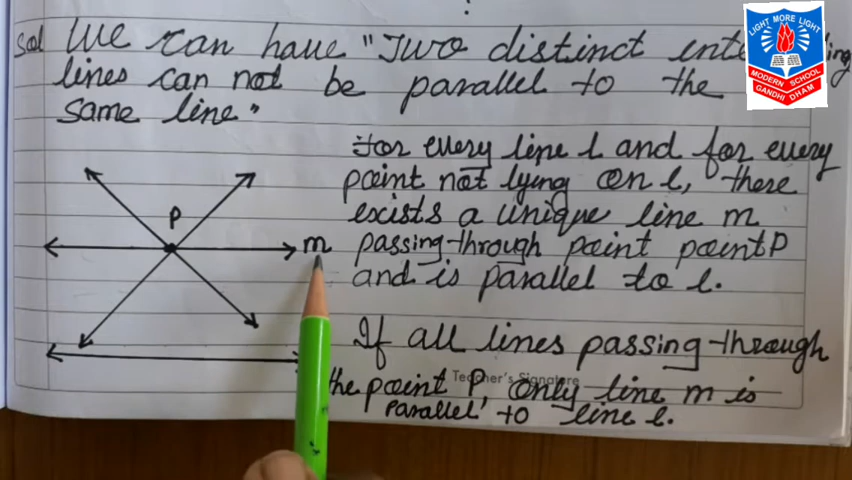 Sol We can have "Two distinct
lines can not be parallel to the
same line"
For every line l and for every
point not lying on l, there
exists a unique line m
passing through point point P
and is parallel to l.
If all lines passing through
the point P, only line m is
parallel to line l.
P
m
Teacher's Signature
LIGHT MORE LIGHT
MODERN SCHOOL
GANDHI DHAM